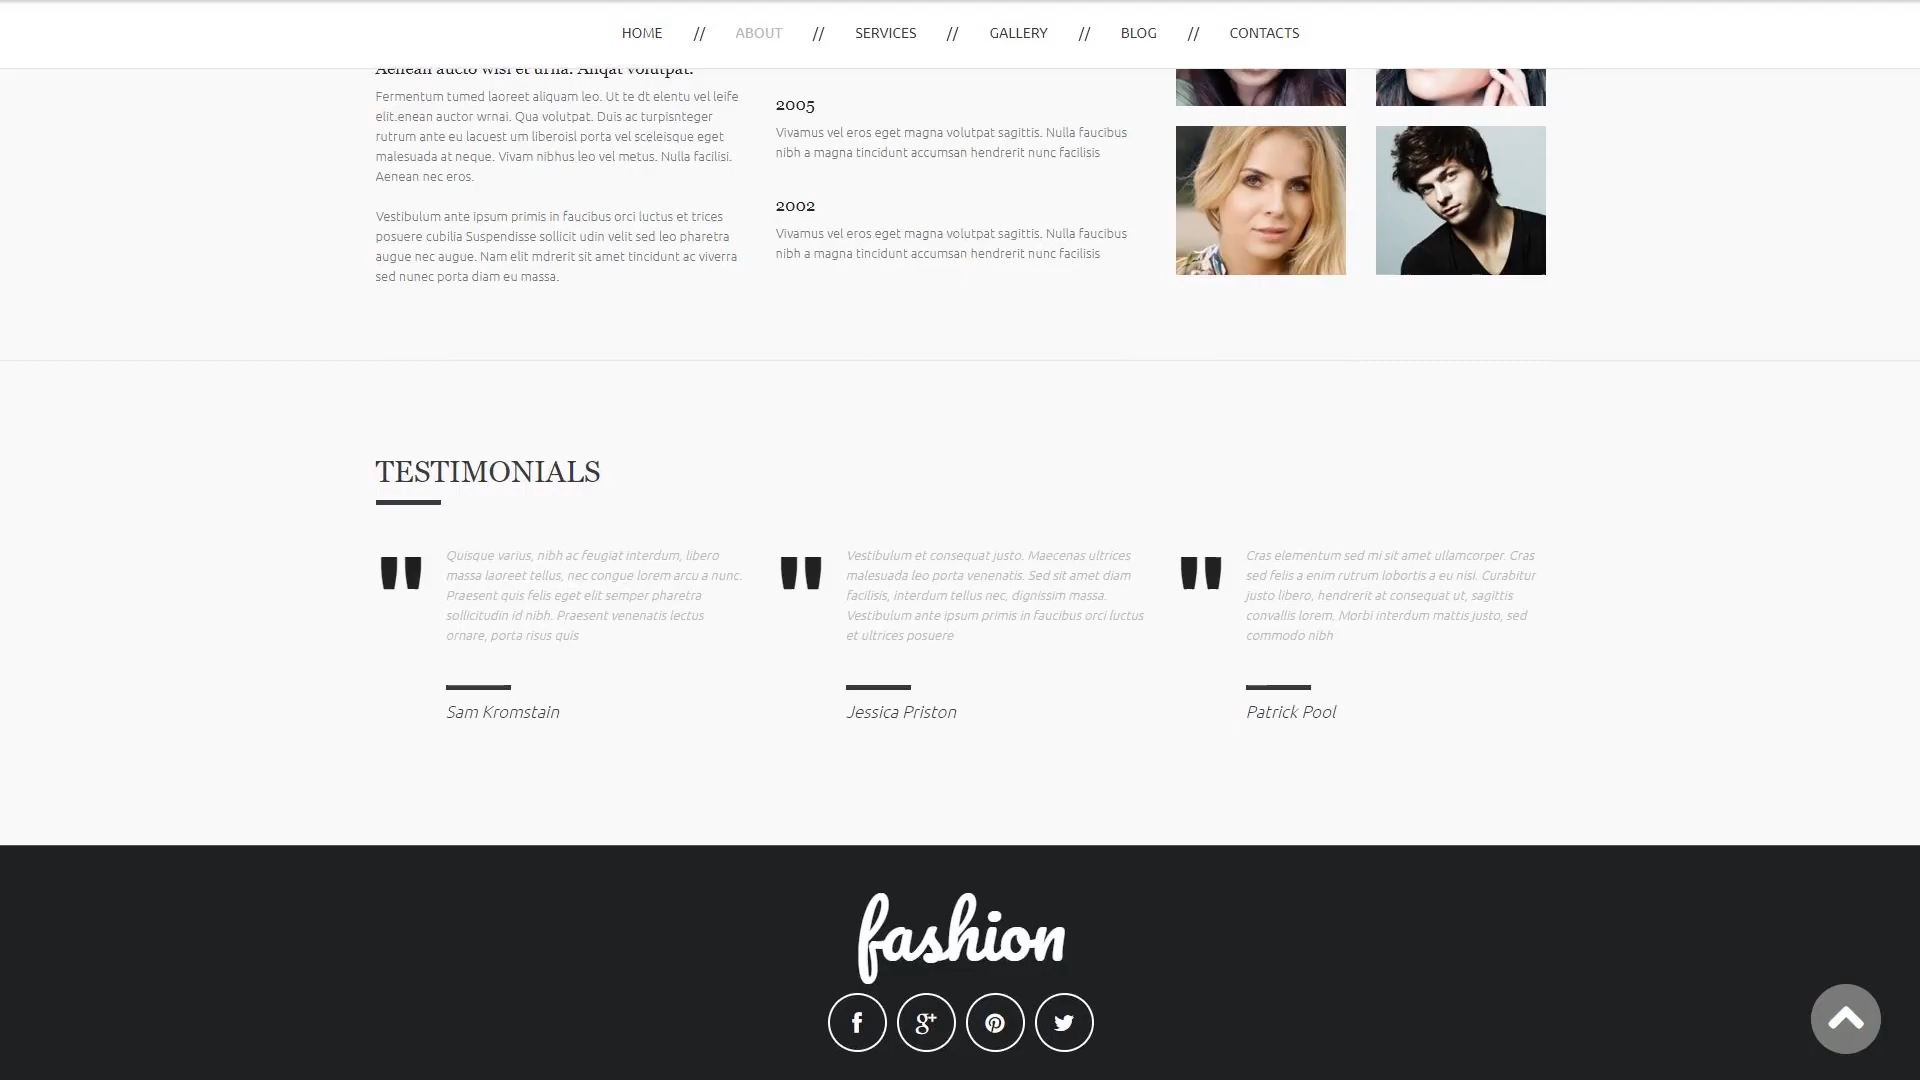 HOME // ABOUT // SERVICES // GALLERY // BLOG // CONTACTS
Aenean aucto wisi et urna. Aliqat volutpat.
Fermentum tumed laoreet aliquam leo. Ut te dt elentu vel leife
elit.enean auctor wrnai. Qua volutpat. Duis ac turpisnteger
rutrum ante eu lacuest um liberoisl porta vel sceleisque eget
malesuada at neque. Vivam nibhus leo vel metus. Nulla facilisi.
Aenean nec eros.
Vestibulum ante ipsum primis in faucibus orci luctus et trices
posuere cubilia Suspendisse sollicit udin velit sed leo pharetra
augue nec augue. Nam elit mdrerit sit amet tincidunt ac viverra
sed nunec porta diam eu massa.
2005
Vivamus vel eros eget magna volutpat sagittis. Nulla faucibus
nibh a magna tincidunt accumsan hendrerit nunc facilisis
2002
Vivamus vel eros eget magna volutpat sagittis. Nulla faucibus
nibh a magna tincidunt accumsan hendrerit nunc facilisis
TESTIMONIALS
"
Quisque varius, nibh ac feugiat interdum, libero
massa laoreet tellus, nec congue lorem arcu a nunc.
Praesent quis felis eget elit semper pharetra
sollicitudin id nibh. Praesent venenatis lectus
ornare, porta risus quis
Sam Kromstain
"
Vestibulum et consequat justo. Maecenas ultrices
malesuada leo porta venenatis. Sed sit amet diam
facilisis, interdum tellus nec, dignissim massa.
Vestibulum ante ipsum primis in faucibus orci luctus
et ultrices posuere
Jessica Priston
"
Cras elementum sed mi sit amet ullamcorper. Cras
sed felis a enim rutrum lobortis a eu nisi. Curabitur
justo libero, hendrerit at consequat ut, sagittis
convallis lorem. Morbi interdum mattis justo, sed
commodo nibh
Patrick Pool
fashion